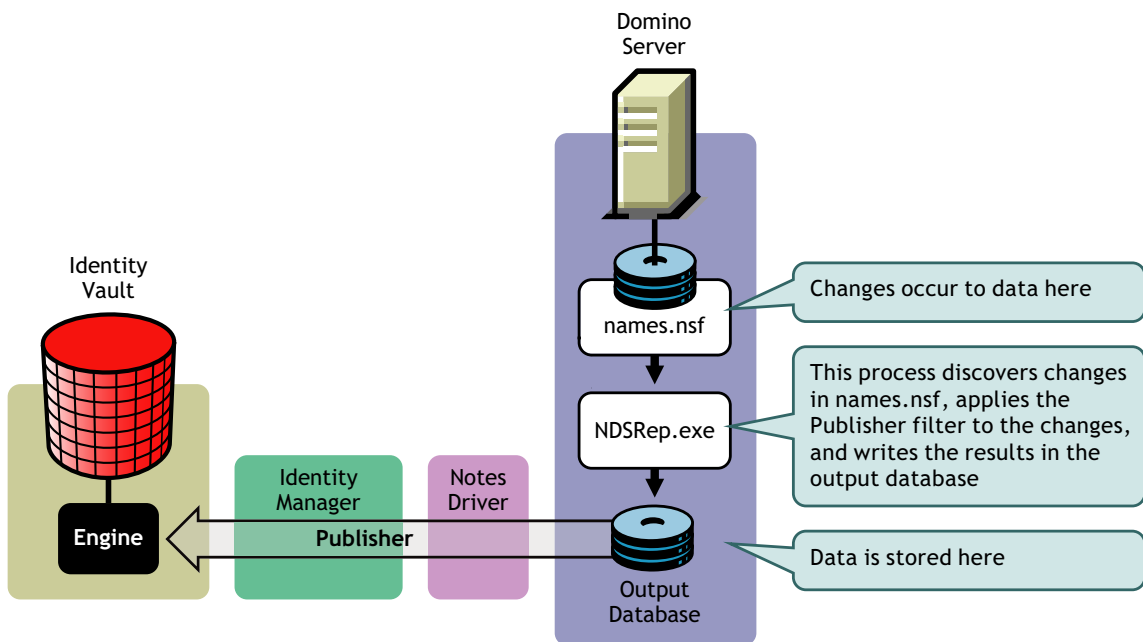 Domino
Server
Identity
Vault
names.nsf
Changes occur to data here
NDSRep.exe
This process discovers changes
in names.nsf, applies the
Publisher filter to the changes,
and writes the results in the
output database
Identity
Manager
Notes
Driver
Engine
Publisher
Data is stored here
Output
Database